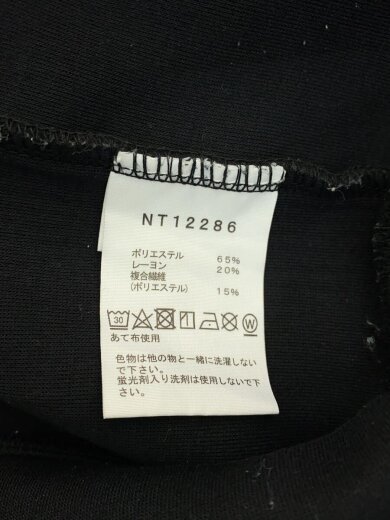 NT12286
ポリエステル 65%
レーヨン 20%
複合繊維
(ポリエステル) 15%
30 W
あて布使用
色物は他の物と一緒に洗濯しない
で下さい。
蛍光剤入り洗剤は使用しないで下
さい。